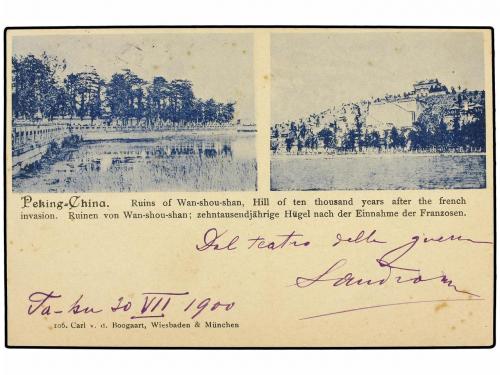 Peking-China. Ruins of Wan-shou-shan, Hill of ten thousand years after the french
invasion. Ruinen von Wan-shou-shan; zehntausendjährige Hügel nach der Einnahme der Franzosen.
Dal teatro della guerra
Ta-ku 20 VII 1900
106. Carl v. d. Boogaart, Wiesbaden & München